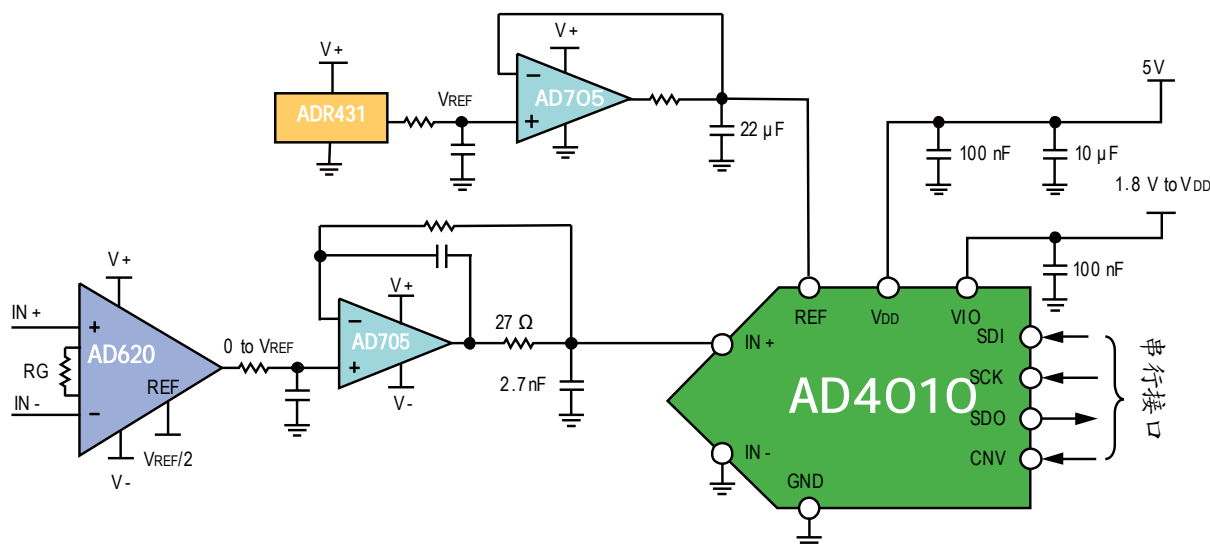 V+
V+
ADR431
VREF
AD705
22 µF
5V
100 nF
10 µF
1.8 V to VDD
100 nF
V+
IN+
AD620
RG
IN-
REF
V-
VREF/2
0 to VREF
V+
AD705
V-
27 Ω
2.7nF
REF
VDD
VIO
IN+
AD4010
IN-
GND
SDI
SCK
SDO
CNV
串行接口